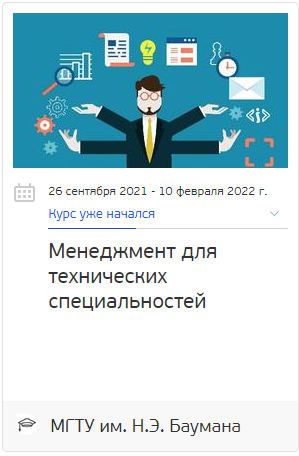 26 сентября 2021 - 10 февраля 2022 г.
Курс уже начался
Менеджмент для
технических
специальностей
МГТУ им. Н.Э. Баумана